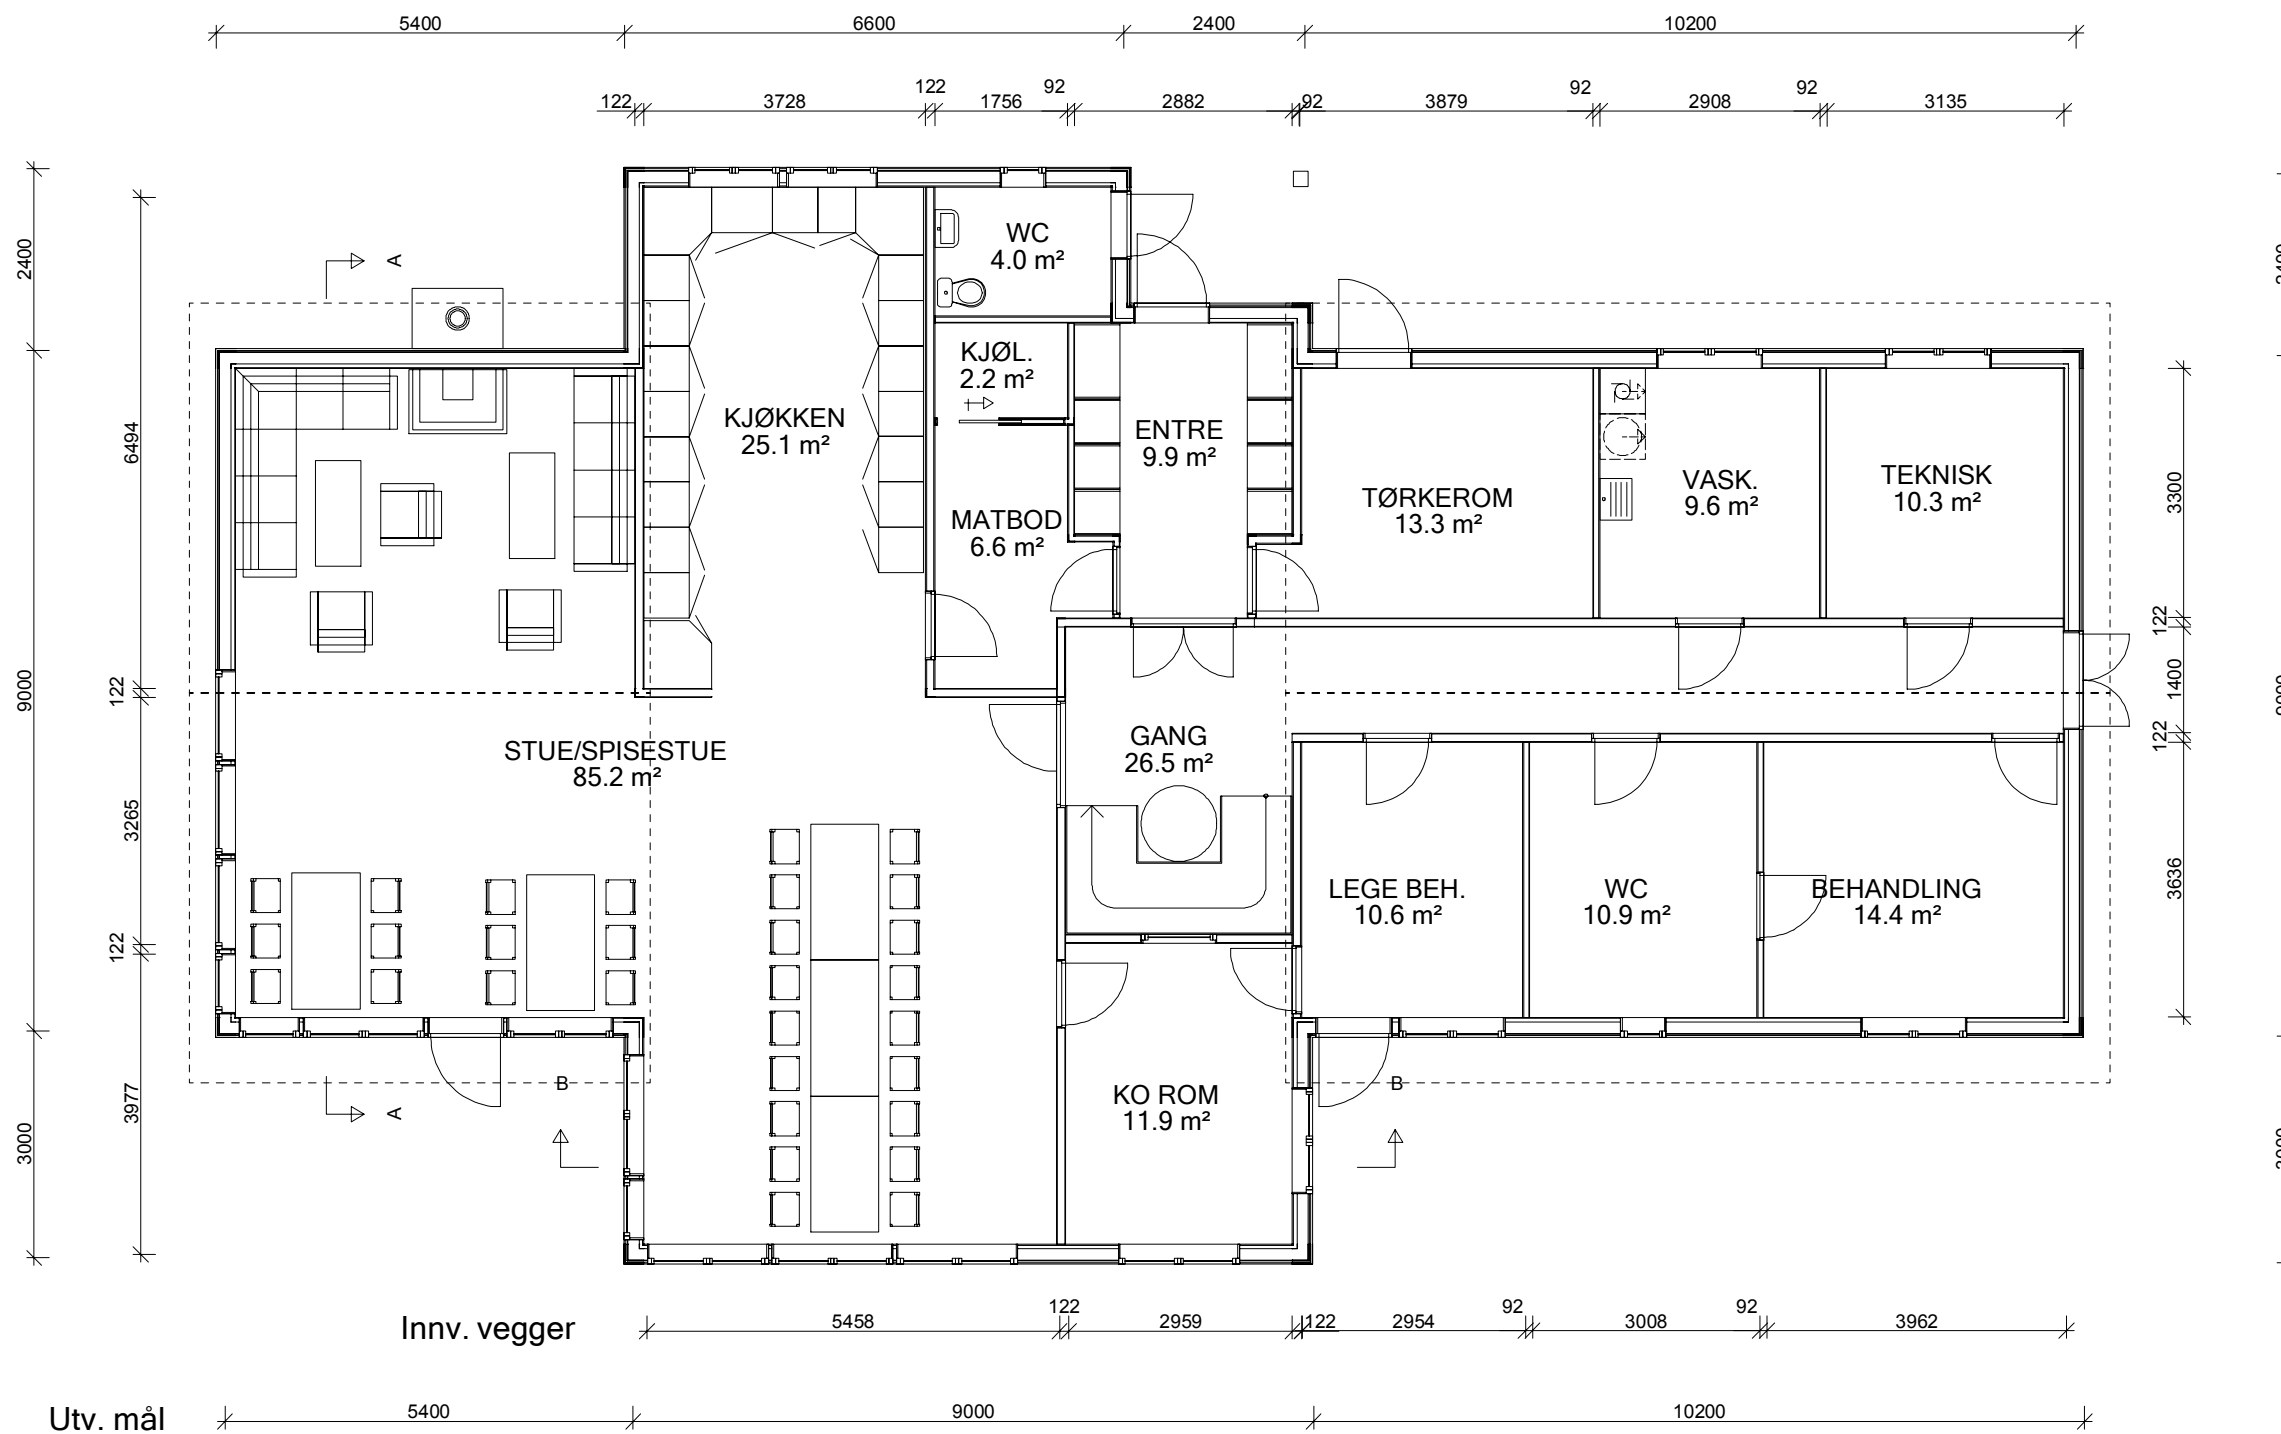 5400 6600 2400 10200
122 3728 122 1756 92 2882 92 3879 92 2908 92 3135
2400
9000
3000
6494
122
3265
122
3977
A
WC
4.0 m²
KJØL.
2.2 m²
KJØKKEN
25.1 m²
ENTRE
9.9 m²
MATBOD
6.6 m²
TØRKEROM
13.3 m²
VASK.
9.6 m²
TEKNISK
10.3 m²
3300
122
1400
122
3636
STUE/SPISESTUE
85.2 m²
GANG
26.5 m²
LEGE BEH.
10.6 m²
WC
10.9 m²
BEHANDLING
14.4 m²
KO ROM
11.9 m²
A
B
B
Innv. vegger
5458 122 2959 122 2954 92 3008 92 3962
Utv. mål
5400 9000 10200